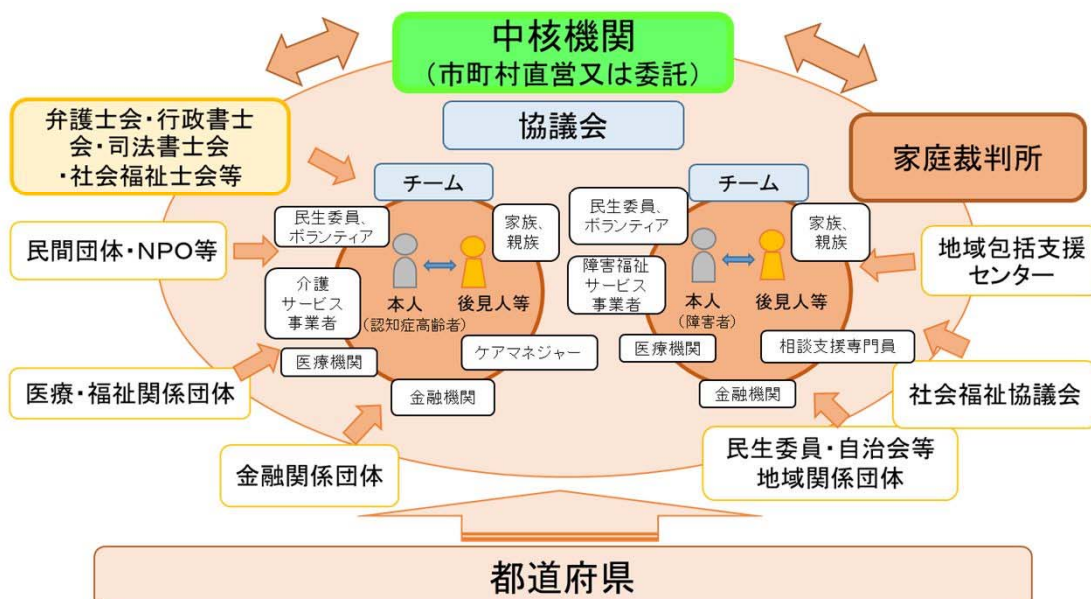 中核機関
（市町村直営又は委託）
協議会
弁護士会・行政書士
会・司法書士会
・社会福祉士会等
家庭裁判所
チーム
民生委員、
ボランティア
家族、
親族
介護
サービス
事業者
本人
（認知症高齢者）
後見人等
医療機関
ケアマネジャー
金融機関
チーム
民生委員、
ボランティア
家族、
親族
障害福祉
サービス
事業者
本人
（障害者）
後見人等
医療機関
相談支援専門員
金融機関
民間団体・NPO等
地域包括支援
センター
医療・福祉関係団体
社会福祉協議会
金融関係団体
民生委員・自治会等
地域関係団体
都道府県